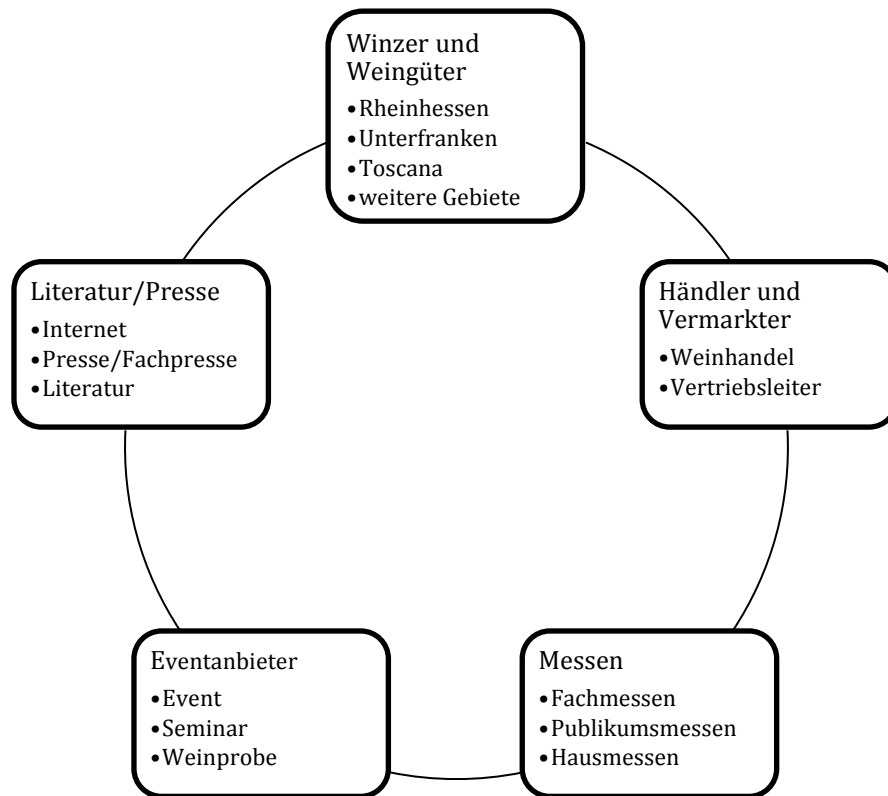 Winzer und
Weingüter
•Rheinhessen
•Unterfranken
•Toscana
•weitere Gebiete
Händler und
Vermarkter
•Weinhandel
•Vertriebsleiter
Messen
•Fachmessen
•Publikumsmessen
•Hausmessen
Eventanbieter
•Event
•Seminar
•Weinprobe
Literatur/Presse
•Internet
•Presse/Fachpresse
•Literatur